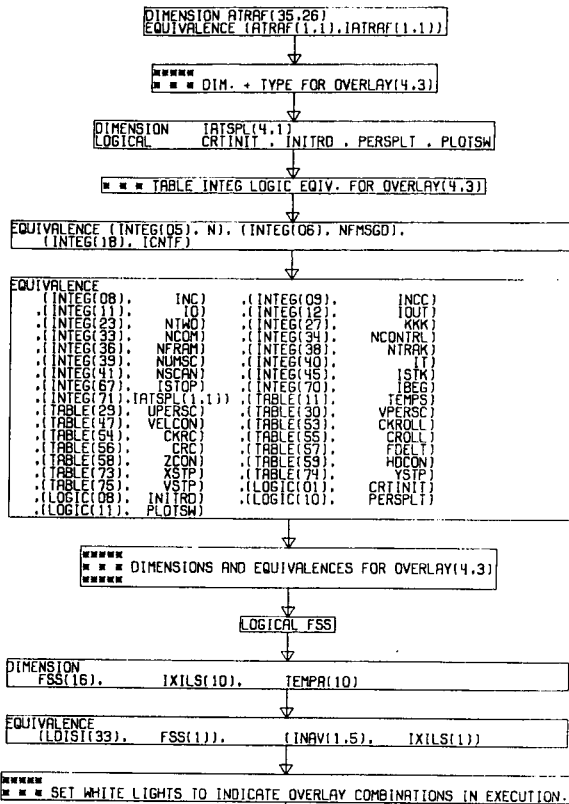 DIMENSION ATRAF(35,26)
EQUIVALENCE (ATRAF(1,1),IATRAF(1,1))
*****
* * * DIM. + TYPE FOR OVERLAY(4,3)
DIMENSION IATSPL(4,1)
LOGICAL CRTINIT , INITRD , PERSPLT , PLOTSW
* * * TABLE INTEG LOGIC EQIV. FOR OVERLAY(4,3)
EQUIVALENCE (INTEG(05), N), (INTEG(06), NFMSGD),
(INTEG(18), ICNTF)
EQUIVALENCE
(INTEG(08), INC) ,(INTEG(09), INCC)
,(INTEG(11), IO) ,(INTEG(12), IOUT)
,(INTEG(23), NTWO) ,(INTEG(27), KKK)
,(INTEG(33), NCOM) ,(INTEG(34), NCONTRL)
,(INTEG(36), NFRAM) ,(INTEG(38), NTRAK)
,(INTEG(39), NUMSC) ,(INTEG(40), IT)
,(INTEG(41), NSCAN) ,(INTEG(45), ISTK)
,(INTEG(67), ISTOP) ,(INTEG(70), IBEG)
,(INTEG(71),IATSPL(1,1)) ,(TABLE(11), TEMPS)
,(TABLE(29), UPERSC) ,(TABLE(30), VPERSC)
,(TABLE(47), VELCON) ,(TABLE(53), CKROLL)
,(TABLE(54), CKRC) ,(TABLE(55), CROLL)
,(TABLE(56), CRC) ,(TABLE(57), FDELT)
,(TABLE(58), ZCON) ,(TABLE(59), HDCON)
,(TABLE(73), XSTP) ,(TABLE(74), YSTP)
,(TABLE(75), VSTP) ,(LOGIC(01), CRTINIT)
,(LOGIC(08), INITRD) ,(LOGIC(10), PERSPLT)
,(LOGIC(11), PLOTSW)
*****
* * * DIMENSIONS AND EQUIVALENCES FOR OVERLAY(4,3)
*****
LOGICAL FSS
DIMENSION
FSS(16), IXILS(10), TEMPA(10)
EQUIVALENCE
(LDISI(33), FSS(1)), (INAV(1,5), IXILS(1))
*****
* * * SET WHITE LIGHTS TO INDICATE OVERLAY COMBINATIONS IN EXECUTION.